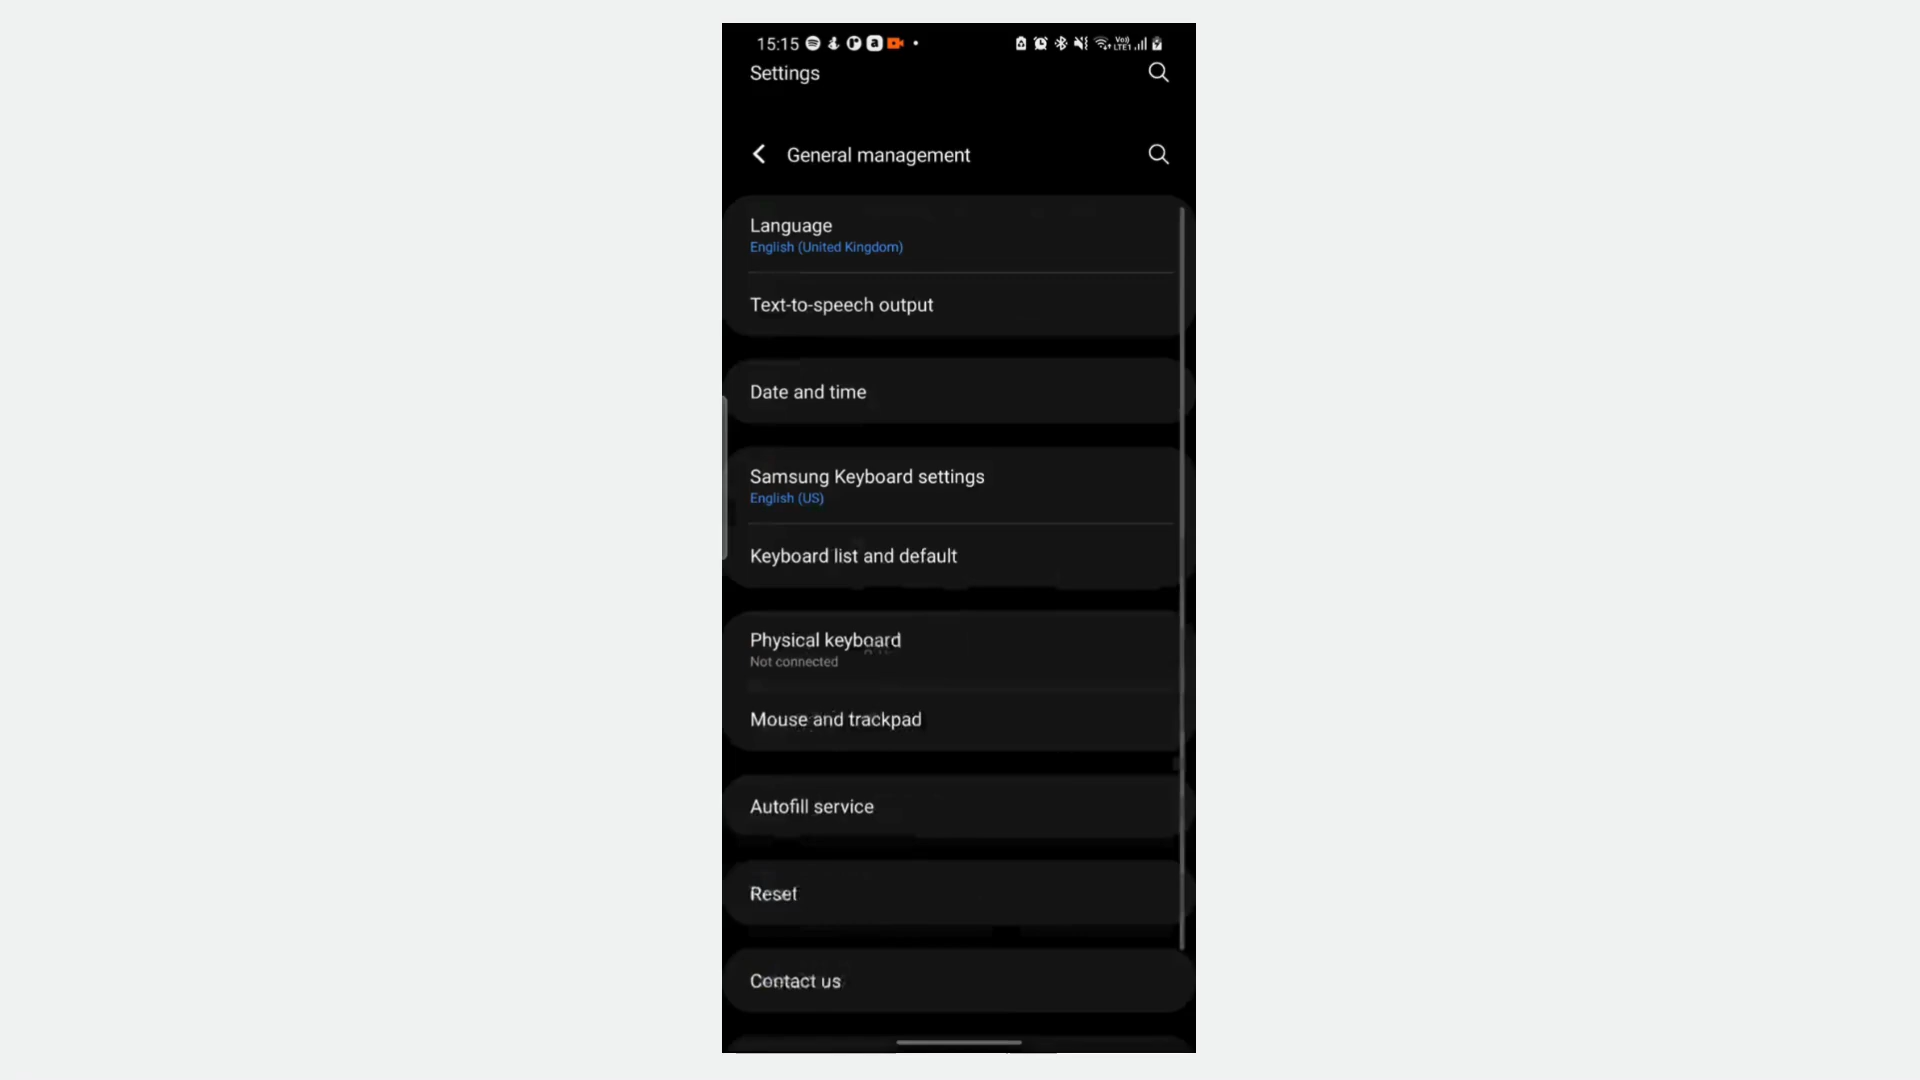 15:15
Settings
General management
Language
English (United Kingdom)
Text-to-speech output
Date and time
Samsung Keyboard settings
English (US)
Keyboard list and default
Physical keyboard
Not connected
Mouse and trackpad
Autofill service
Reset
Contact us